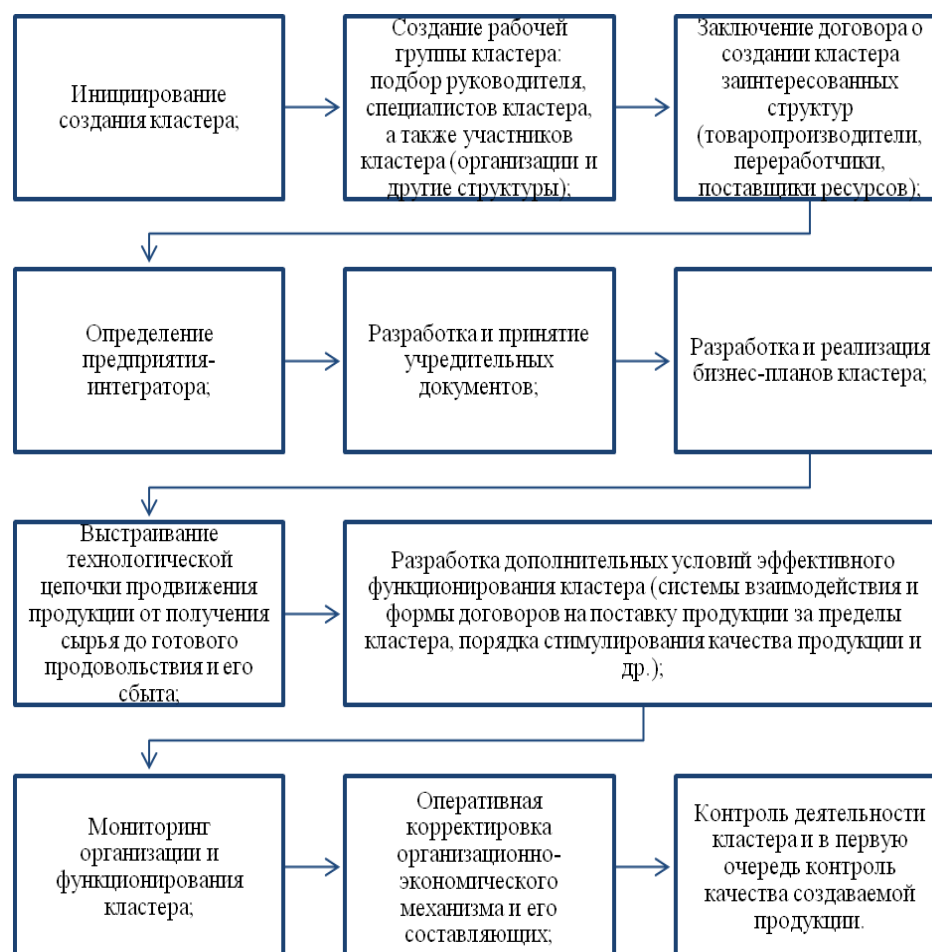 Инициирование
создания кластера;
Создание рабочей
группы кластера:
подбор руководителя,
специалистов кластера,
а также участников
кластера (организации и
другие структуры);
Заключение договора о
создании кластера
заинтересованных
структур
(товаропроизводители,
переработчики,
поставщики ресурсов);
Определение
предприятия-
интегратора;
Разработка и принятие
учредительных
документов;
Разработка и реализация
бизнес-планов кластера;
Выстраивание
технологической
цепочки продвижения
продукции от получения
сырья до готового
продовольствия и его
сбыта;
Разработка дополнительных условий эффективного
функционирования кластера (системы взаимодействия и
формы договоров на поставку продукции за пределы
кластера, порядка стимулирования качества продукции и
др.);
Мониторинг
организации и
функционирования
кластера;
Оперативная
корректировка
организационно-
экономического
механизма и его
составляющих;
Контроль деятельности
кластера и в первую
очередь контроль
качества создаваемой
продукции.